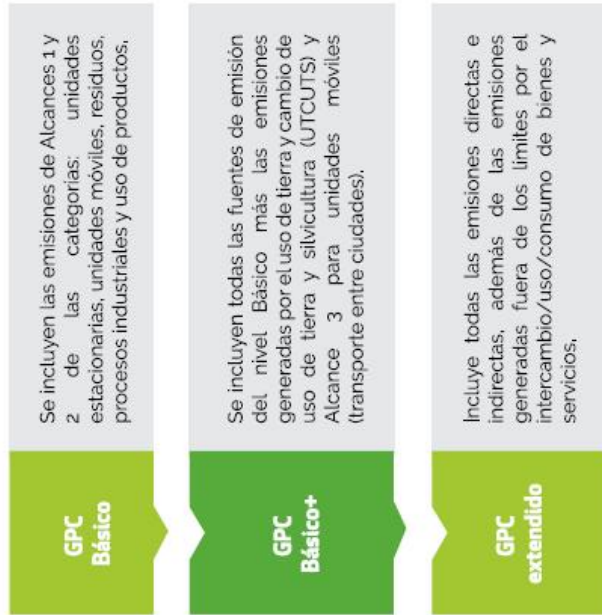 GPC
Básico
Se incluyen las emisiones de Alcances 1 y
2 de las categorías: unidades
estacionarias, unidades móviles, residuos,
procesos industriales y uso de productos,
GPC
Básico+
Se incluyen todas las fuentes de emisión
del nivel Básico más las emisiones
generadas por el uso de tierra y cambio de
uso de tierra y silvicultura (UTCUTS) y
Alcance 3 para unidades móviles
(transporte entre ciudades).
GPC
extendido
Incluye todas las emisiones directas e
indirectas, además de las emisiones
generadas fuera de los límites por el
intercambio/uso/consumo de bienes y
servicios,